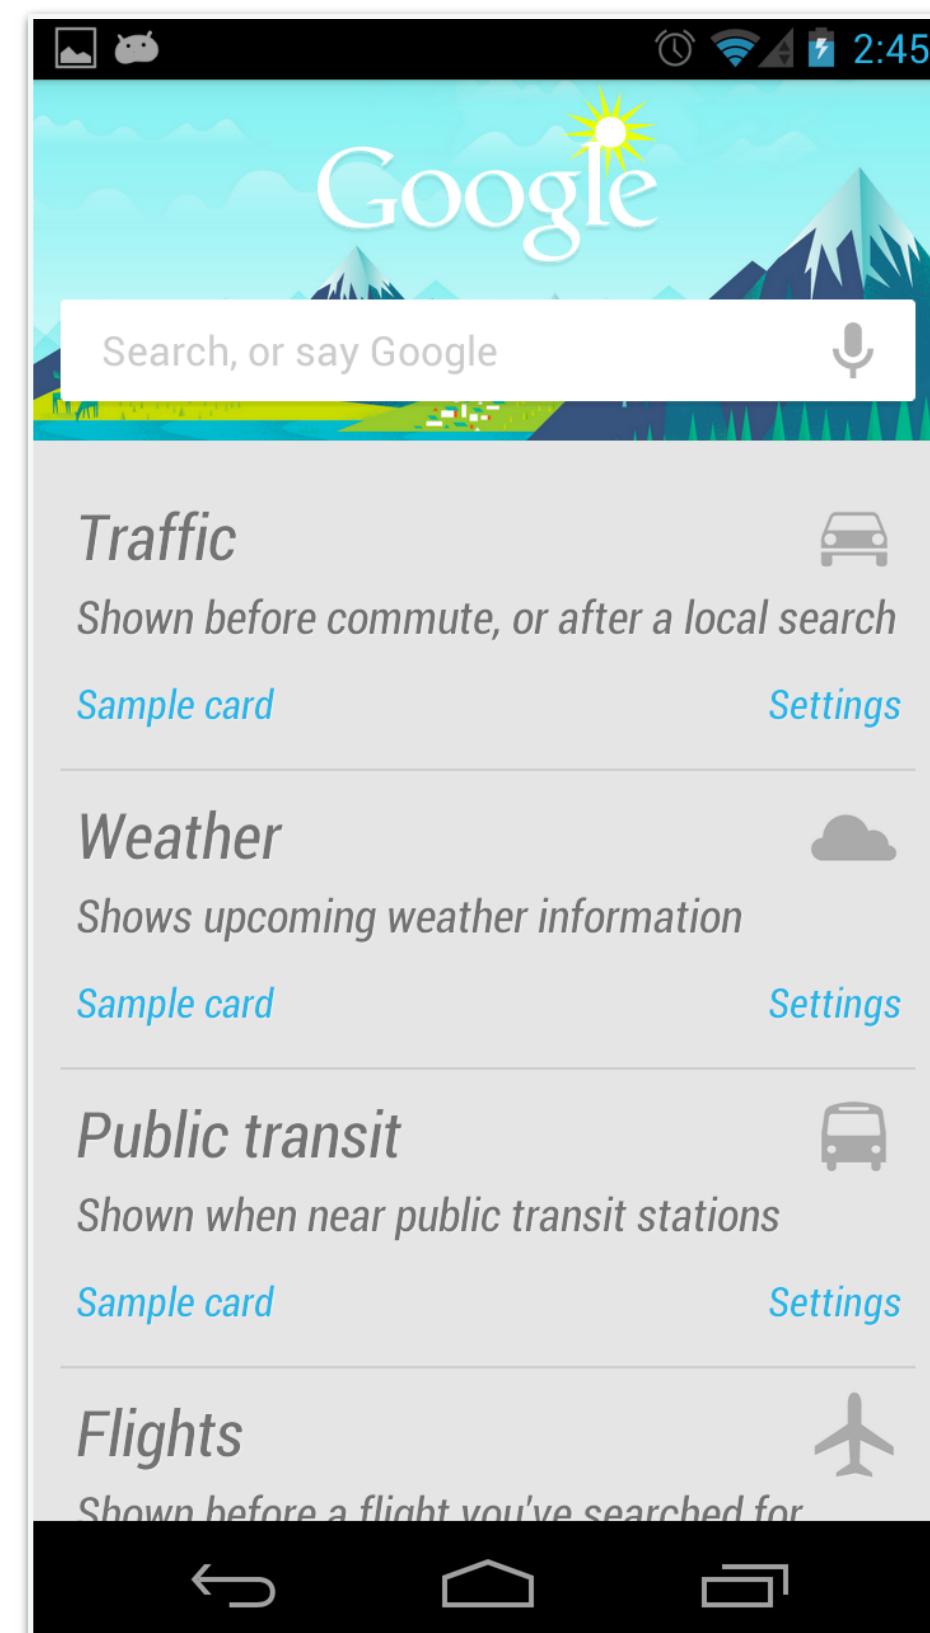 2:45
Google
Search, or say Google
Traffic
Shown before commute, or after a local search
Sample card Settings
Weather
Shows upcoming weather information
Sample card Settings
Public transit
Shown when near public transit stations
Sample card Settings
Flights
Shown before a flight you've searched for